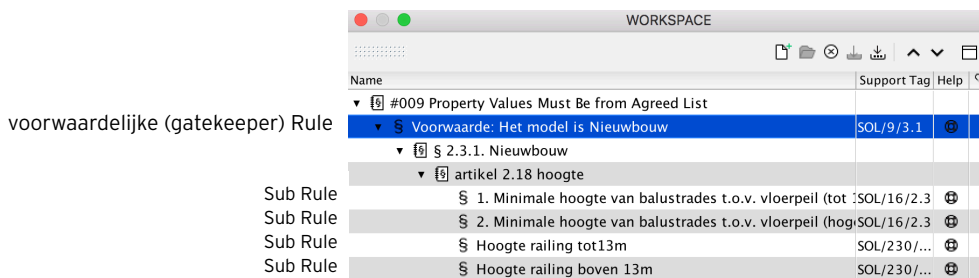 WORKSPACE
Name Support Tag Help
#009 Property Values Must Be from Agreed List
voorwaardelijke (gatekeeper) Rule § Voorwaarde: Het model is Nieuwbouw SOL/9/3.1
§ 2.3.1. Nieuwbouw
artikel 2.18 hoogte
Sub Rule § 1. Minimale hoogte van balustrades t.o.v. vloerpeil (tot SOL/16/2.3
Sub Rule § 2. Minimale hoogte van balustrades t.o.v. vloerpeil (hog SOL/16/2.3
Sub Rule § Hoogte railing tot13m SOL/230/...
Sub Rule § Hoogte railing boven 13m SOL/230/...